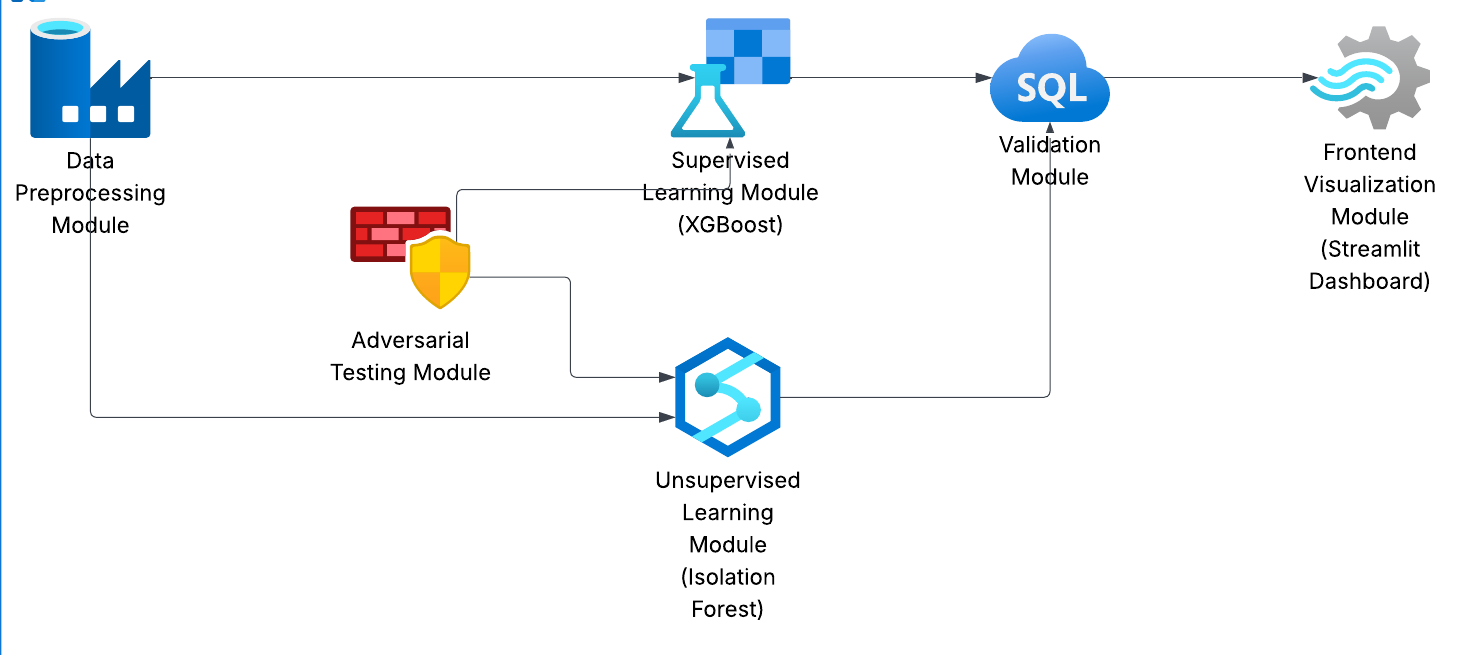 Data
Preprocessing
Module
Supervised
Learning Module
(XGBoost)
SQL
Validation
Module
Frontend
Visualization
Module
(Streamlit
Dashboard)
Adversarial
Testing Module
Unsupervised
Learning
Module
(Isolation
Forest)